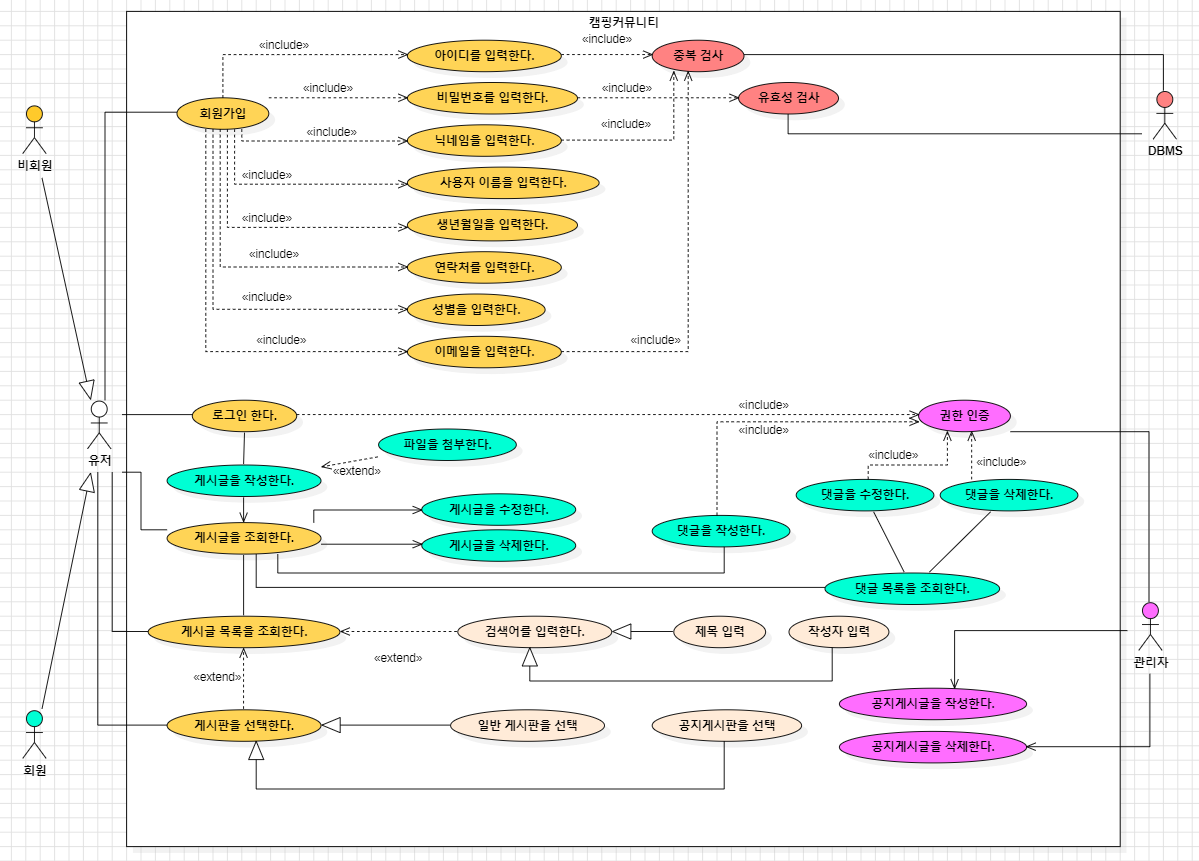 캠핑커뮤니티
«include»
아이디를 입력한다.
«include»
중복 검사
회원가입
«include»
비밀번호를 입력한다.
«include»
유효성 검사
«include»
닉네임을 입력한다.
«include»
비회원
DBMS
«include»
사용자 이름을 입력한다.
«include»
생년월일을 입력한다.
«include»
연락처를 입력한다.
«include»
성별을 입력한다.
«include»
이메일을 입력한다.
«include»
로그인 한다.
«include»
권한 인증
«include»
유저
파일을 첨부한다.
«extend»
«include»
«include»
게시글을 작성한다.
댓글을 수정한다.
댓글을 삭제한다.
게시글을 수정한다.
게시글을 조회한다.
게시글을 삭제한다.
댓글을 작성한다.
댓글 목록을 조회한다.
게시글 목록을 조회한다.
검색어를 입력한다.
제목 입력
작성자 입력
«extend»
관리자
«extend»
공지게시글을 작성한다.
게시판을 선택한다.
일반 게시판을 선택
공지게시판을 선택
공지게시글을 삭제한다.
회원